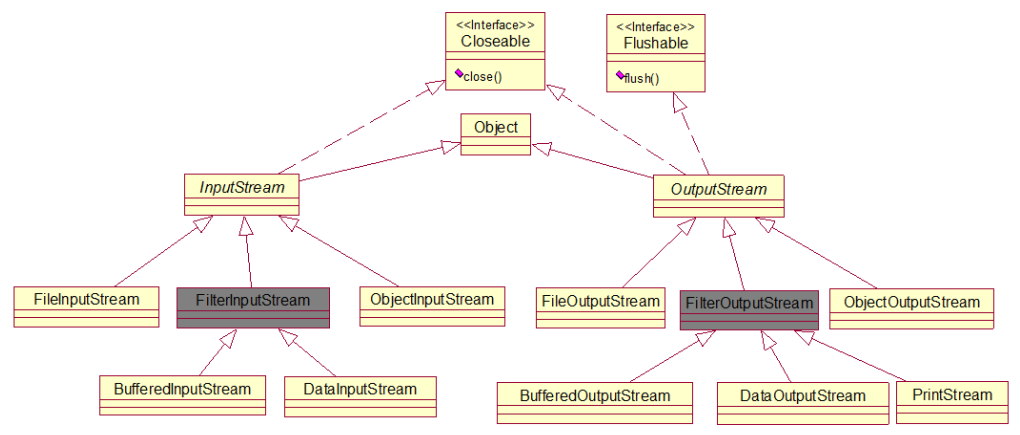 <<Interface>>
Closeable
close()
<<Interface>>
Flushable
flush()
Object
InputStream
OutputStream
FileInputStream
FilterInputStream
ObjectInputStream
FileOutputStream
FilterOutputStream
ObjectOutputStream
BufferedInputStream
DataInputStream
BufferedOutputStream
DataOutputStream
PrintStream